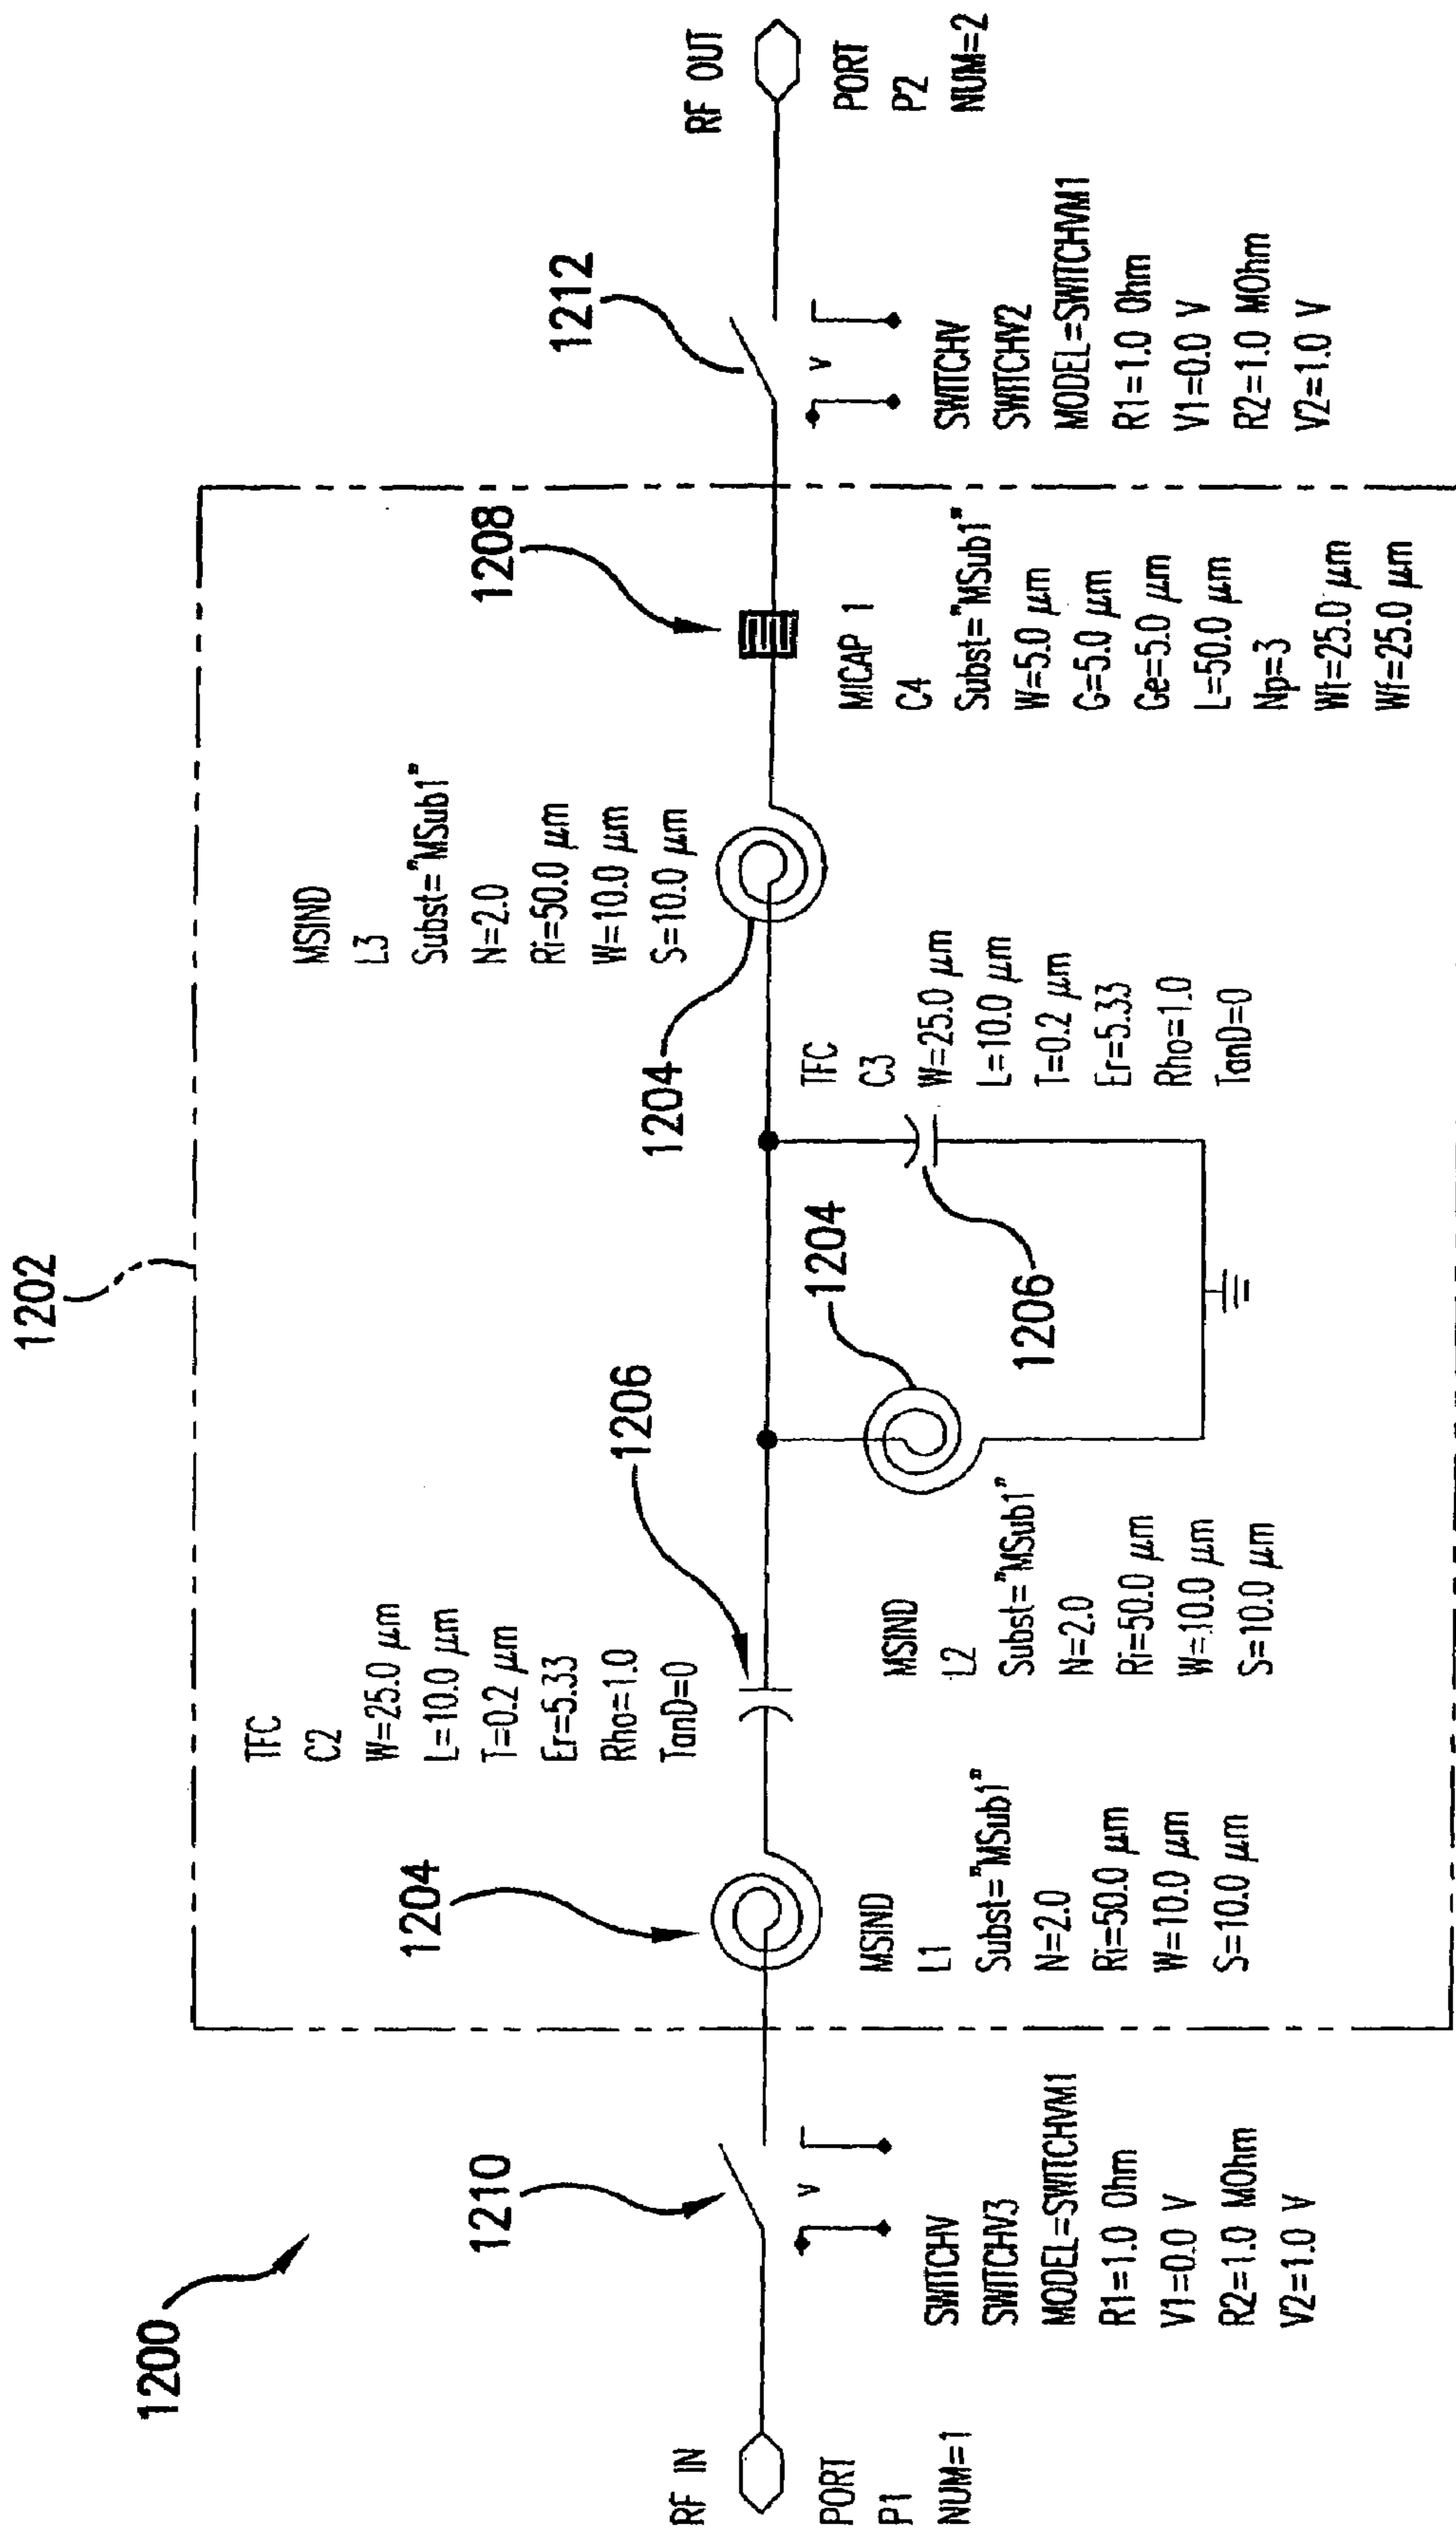 1200
1202
RF IN
PORT
P1
NUM=1
1210
SWITCHV
SWITCHV3
MODEL=SWITCHVM1
R1=1.0 Ohm
V1=0.0 V
R2=1.0 MOhm
V2=1.0 V
V
1204
MSIND
L1
Subst="MSub1"
N=2.0
Ri=50.0 µm
W=10.0 µm
S=10.0 µm
TFC
C2
W=25.0 µm
L=10.0 µm
T=0.2 µm
Er=5.33
Rho=1.0
TanD=0
1206
MSIND
L2
Subst="MSub1"
N=2.0
Ri=50.0 µm
W=10.0 µm
S=10.0 µm
1204
1206
TFC
C3
W=25.0 µm
L=10.0 µm
T=0.2 µm
Er=5.33
Rho=1.0
TanD=0
1204
MSIND
L3
Subst="MSub1"
N=2.0
Ri=50.0 µm
W=10.0 µm
S=10.0 µm
1208
MICAP 1
C4
Subst="MSub1"
W=5.0 µm
G=5.0 µm
Ge=5.0 µm
L=50.0 µm
Np=3
Wt=25.0 µm
Wf=25.0 µm
1212
V
SWITCHV
SWITCHV2
MODEL=SWITCHVM1
R1=1.0 Ohm
V1=0.0 V
R2=1.0 MOhm
V2=1.0 V
RF OUT
PORT
P2
NUM=2